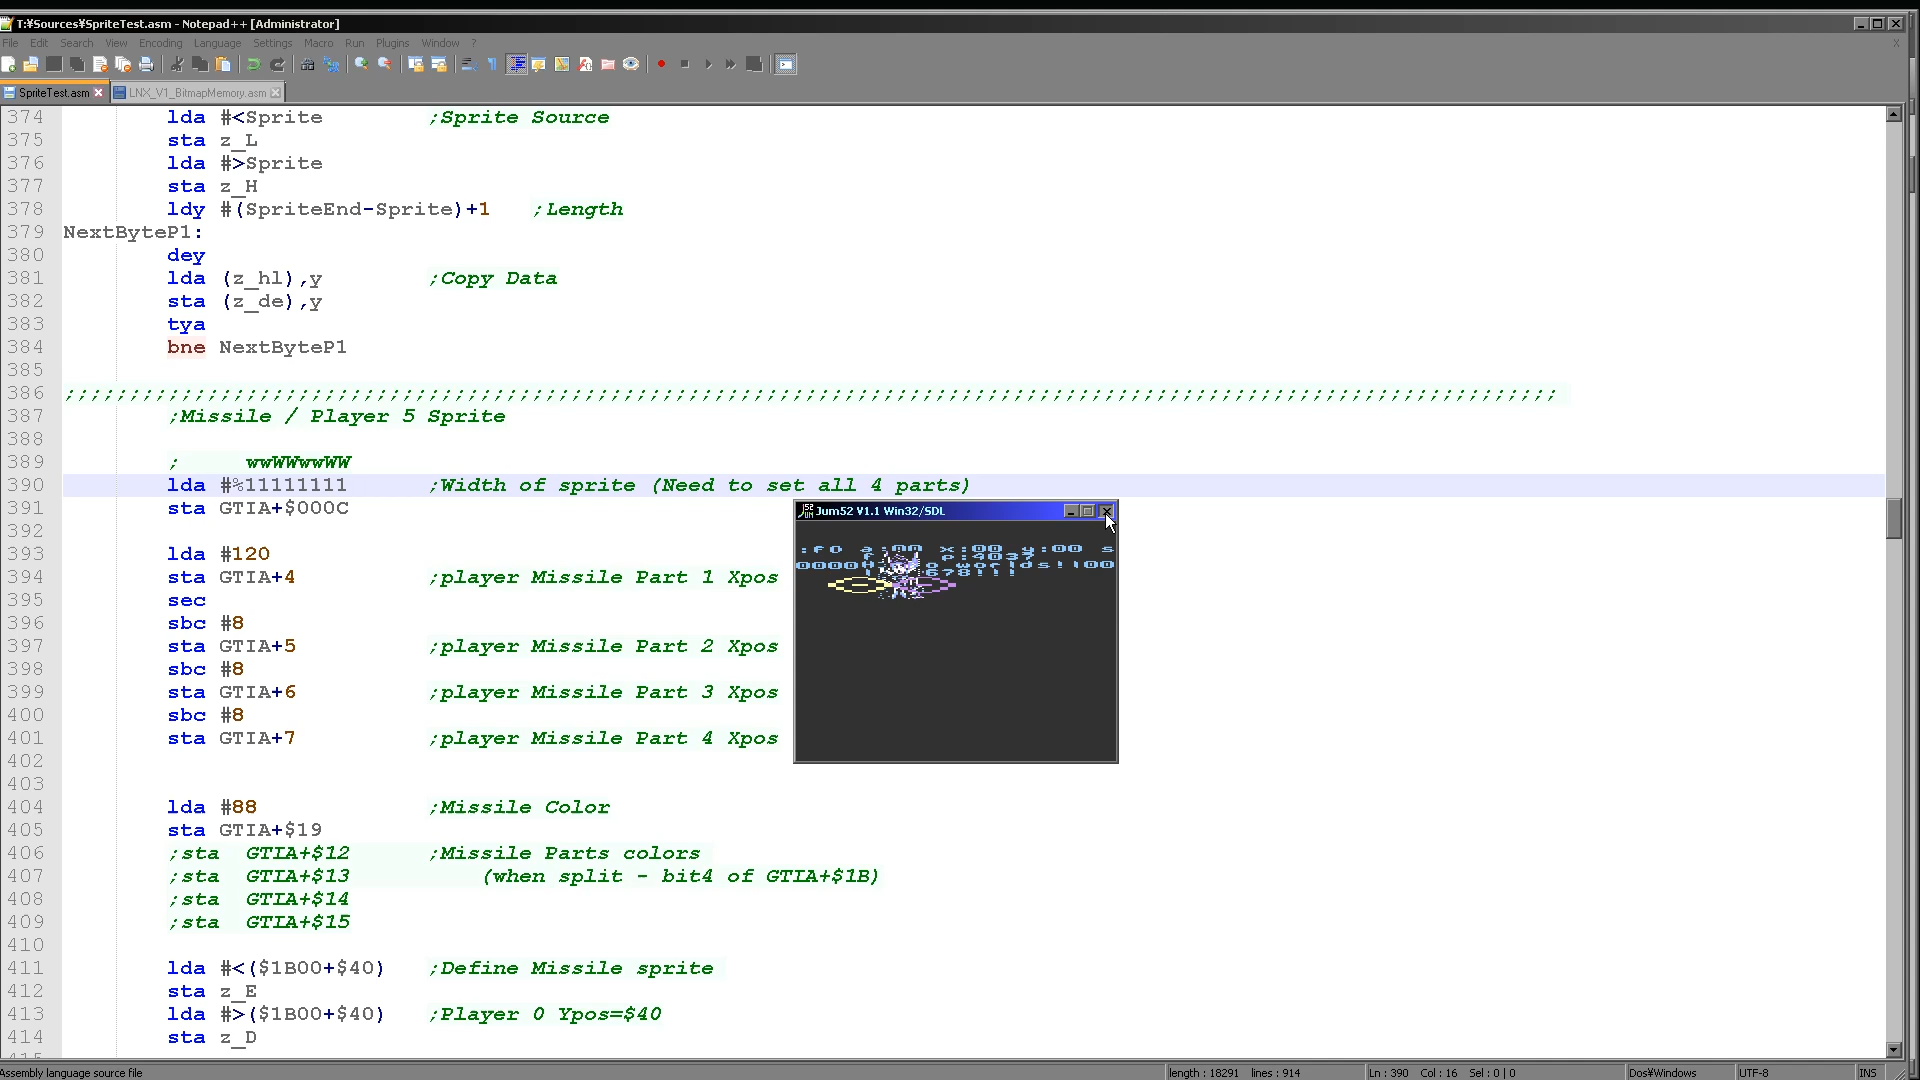 T:¥Sources¥SpriteTest.asm - Notepad++ [Administrator]
File Edit Search View Encoding Language Settings Macro Run Plugins Window ?
SpriteTest.asm LNX_V1_BitmapMemory.asm
374 lda #<Sprite ;Sprite Source
375 sta z_L
376 lda #>Sprite
377 sta z_H
378 ldy #(SpriteEnd-Sprite)+1 ;Length
379 NextByteP1:
380 dey
381 lda (z_hl),y ;Copy Data
382 sta (z_de),y
383 tya
384 bne NextByteP1
385
386 ;;;;;;;;;;;;;;;;;;;;;;;;;;;;;;;;;;;;;;;;;;;;;;;;;;;;;;;;;;;;;;;;;;;;;;;;;;;;;;;;;;;;;;;;;;;;;;;;;;;;;;;;;;;;;;;;;;;
387 ;Missile / Player 5 Sprite
388
389 ; wwWWwwWW
390 lda #%11111111 ;Width of sprite (Need to set all 4 parts)
391 sta GTIA+$000C
392
393 lda #120
394 sta GTIA+4 ;player Missile Part 1 Xpos
395 sec
396 sbc #8
397 sta GTIA+5 ;player Missile Part 2 Xpos
398 sbc #8
399 sta GTIA+6 ;player Missile Part 3 Xpos
400 sbc #8
401 sta GTIA+7 ;player Missile Part 4 Xpos
402
403
404 lda #88 ;Missile Color
405 sta GTIA+$19
406 ;sta GTIA+$12 ;Missile Parts colors
407 ;sta GTIA+$13 (when split - bit4 of GTIA+$1B)
408 ;sta GTIA+$14
409 ;sta GTIA+$15
410
411 lda #<($1B00+$40) ;Define Missile sprite
412 sta z_E
413 lda #>($1B00+$40) ;Player 0 Ypos=$40
414 sta z_D
Jum52 V1.1 Win32/SDL
:f0 a:00 x:00 y:00 s
p:4037
worlds!100
678!!!
Assembly language source file length : 18291 lines : 914 Ln : 390 Col : 16 Sel : 0 | 0 Dos¥Windows UTF-8 INS